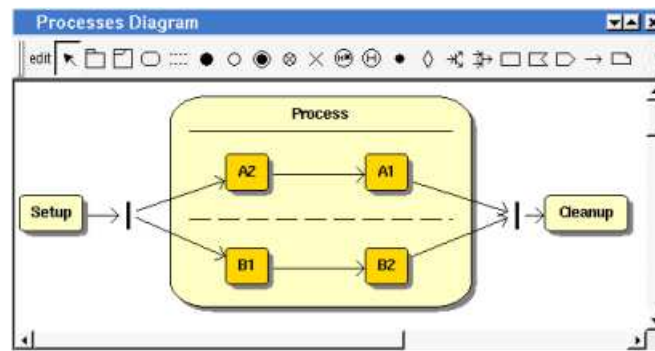 Processes Diagram
edit
Process
A2 A1
Setup Cleanup
B1 B2